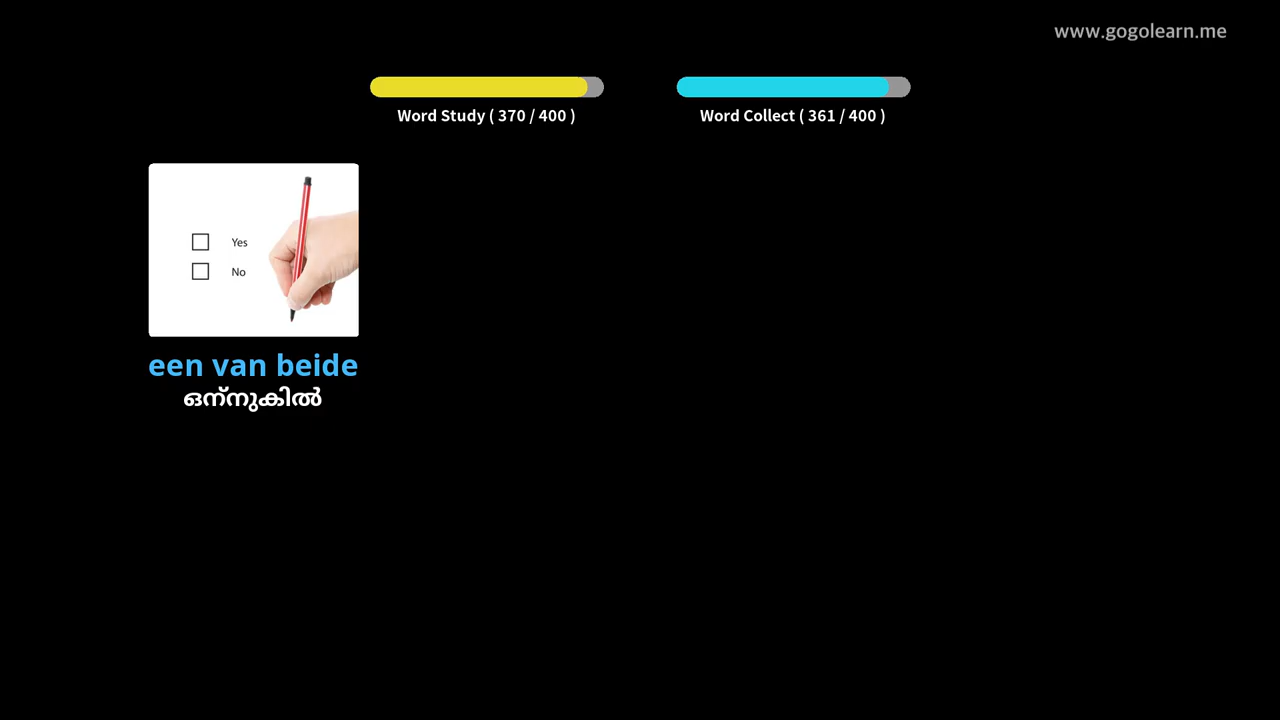 www.gogolearn.me
Word Study ( 370 / 400 )
Word Collect ( 361 / 400 )
Yes
No
een van beide
ഒന്നുകിൽ